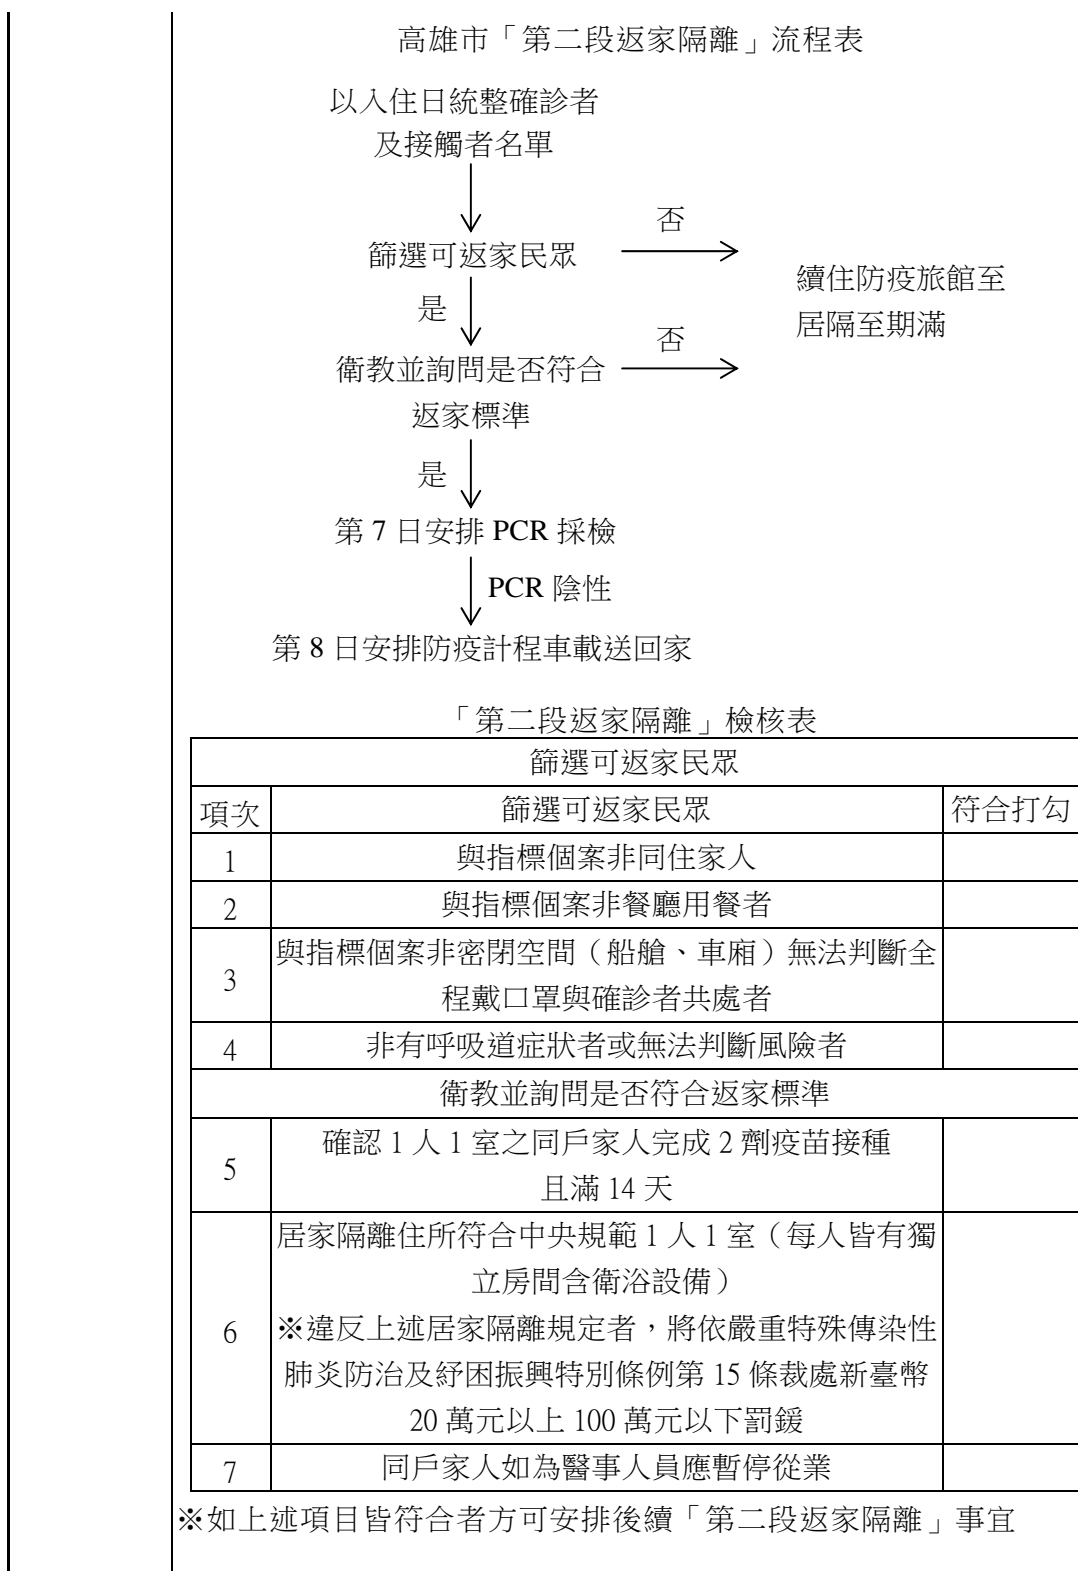 高雄市「第二段返家隔離」流程表
以入住日統整確診者
及接觸者名單
否
篩選可返家民眾
續住防疫旅館至
居隔至期滿
是
否
衛教並詢問是否符合
返家標準
是
第 7 日安排 PCR 採檢
PCR 陰性
第 8 日安排防疫計程車載送回家
「第二段返家隔離」檢核表
篩選可返家民眾
項次 篩選可返家民眾 符合打勾
1 與指標個案非同住家人
2 與指標個案非餐廳用餐者
3 與指標個案非密閉空間（船艙、車廂）無法判斷全
程戴口罩與確診者共處者
4 非有呼吸道症狀者或無法判斷風險者
衛教並詢問是否符合返家標準
5 確認 1 人 1 室之同戶家人完成 2 劑疫苗接種
且滿 14 天
6 居家隔離住所符合中央規範 1 人 1 室（每人皆有獨
立房間含衛浴設備）
※違反上述居家隔離規定者，將依嚴重特殊傳染性
肺炎防治及紓困振興特別條例第 15 條裁處新臺幣
20 萬元以上 100 萬元以下罰鍰
7 同戶家人如為醫事人員應暫停從業
※如上述項目皆符合者方可安排後續「第二段返家隔離」事宜